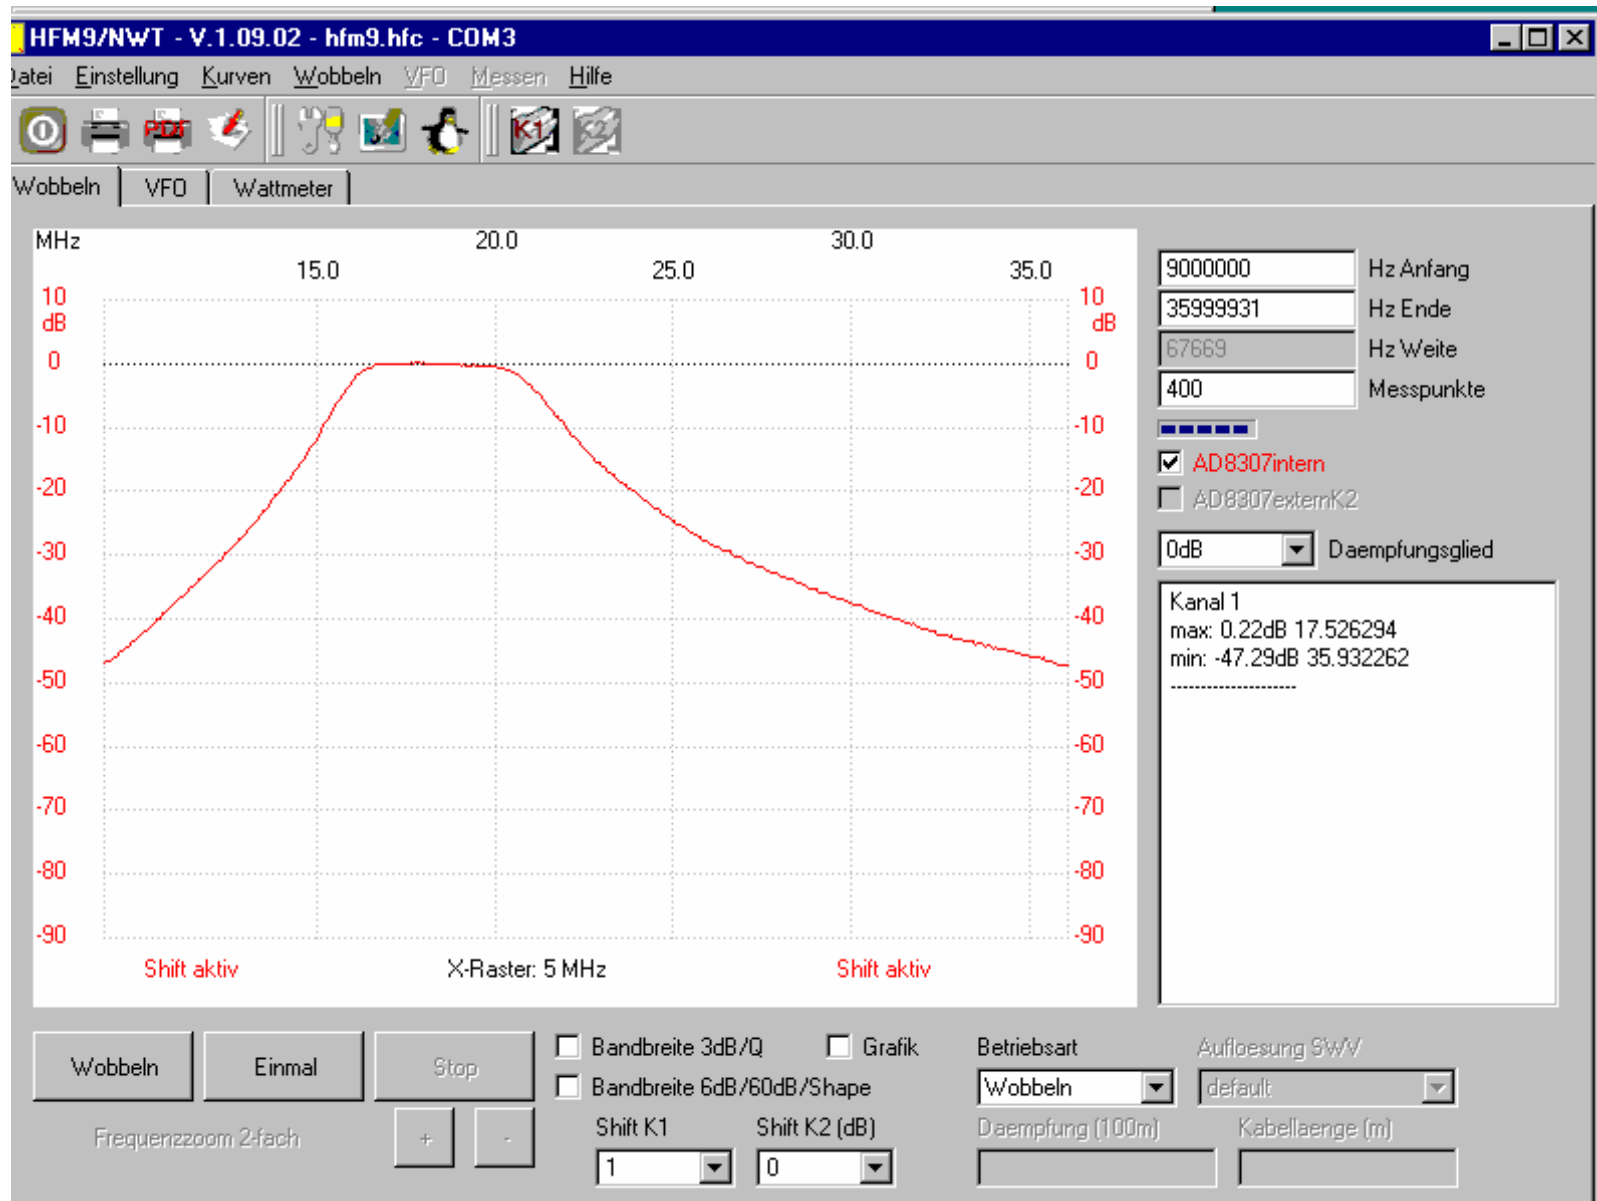 HFM9/NWT - V.1.09.02 - hfm9.hfc - COM3
Datei Einstellung Kurven Wobbeln VFO Messen Hilfe
PDF K1 K2
Wobbeln VFO Wattmeter
MHz 20.0 30.0
15.0 25.0 35.0
10 10
dB dB
0 0
-10 -10
-20 -20
-30 -30
-40 -40
-50 -50
-60 -60
-70 -70
-80 -80
-90 -90
Shift aktiv X-Raster: 5 MHz Shift aktiv
9000000 Hz Anfang
35999931 Hz Ende
67669 Hz Weite
400 Messpunkte
AD8307intern
AD8307externK2
0dB Daempfungsglied
Kanal 1
max: 0.22dB 17.526294
min: -47.29dB 35.932262
---------------------
Wobbeln Einmal Stop
Frequenzzoom 2-fach + -
Bandbreite 3dB/Q Grafik
Bandbreite 6dB/60dB/Shape
Shift K1 Shift K2 (dB)
1 0
Betriebsart Aufloesung SWV
Wobbeln default
Daempfung (100m) Kabellaenge (m)